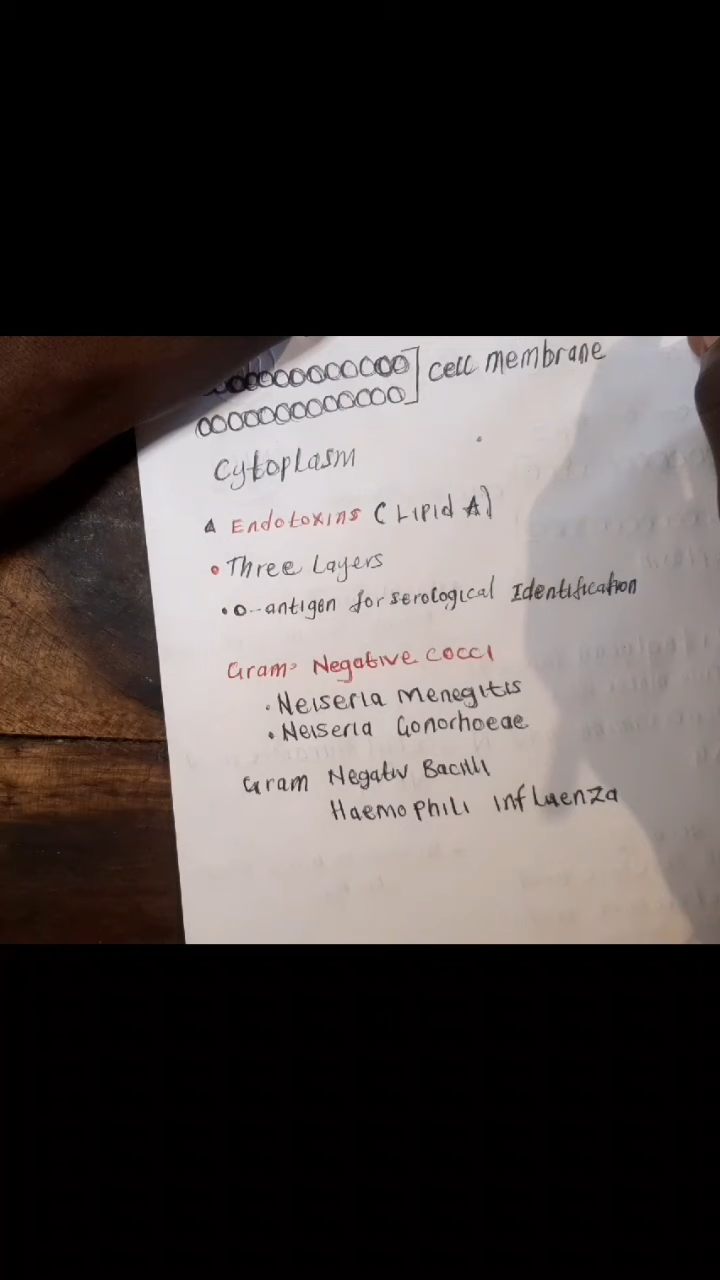 cell membrane
Cytoplasm
Endotoxins (Lipid A)
Three Layers
O-antigen for serological Identification
Gram- Negative cocci
Neiseria menegitis
Neiseria Gonorhoeae
Gram Negativ Bacilli
Haemophili influenza